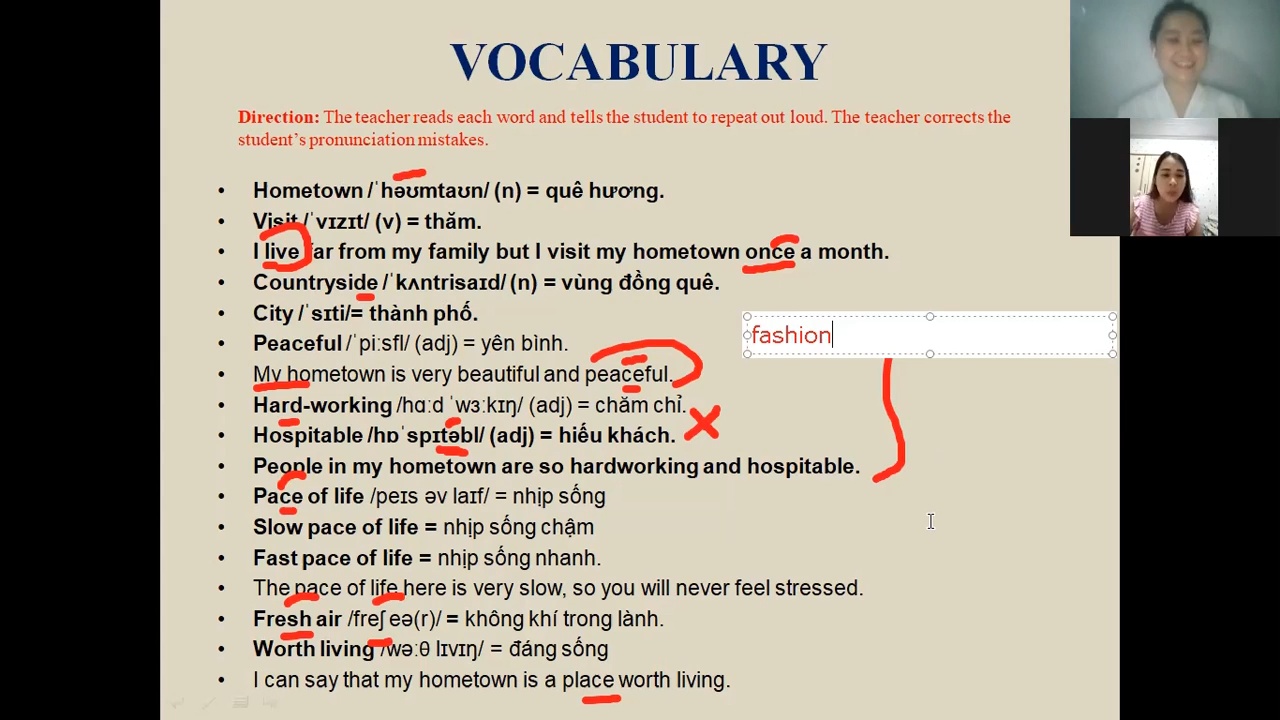 VOCABULARY
Direction: The teacher reads each word and tells the student to repeat out loud. The teacher corrects the
student's pronunciation mistakes.
• Hometown /ˈhəʊmtaʊn/ (n) = quê hương.
• Visit /ˈvɪzɪt/ (v) = thăm.
• I live far from my family but I visit my hometown once a month.
• Countryside /ˈkʌntrisaɪd/ (n) = vùng đồng quê.
• City /ˈsɪti/= thành phố.
• Peaceful /ˈpiːsfl/ (adj) = yên bình.
fashion
• My hometown is very beautiful and peaceful.
• Hard-working /hɑːd ˈwɜːkɪŋ/ (adj) = chăm chỉ.
• Hospitable /hɒˈspɪtəbl/ (adj) = hiếu khách.
• People in my hometown are so hardworking and hospitable.
• Pace of life /peɪs əv laɪf/ = nhịp sống
• Slow pace of life = nhịp sống chậm
• Fast pace of life = nhịp sống nhanh.
• The pace of life here is very slow, so you will never feel stressed.
• Fresh air /freʃ eə(r)/ = không khí trong lành.
• Worth living /wəːθ lɪvɪŋ/ = đáng sống
• I can say that my hometown is a place worth living.